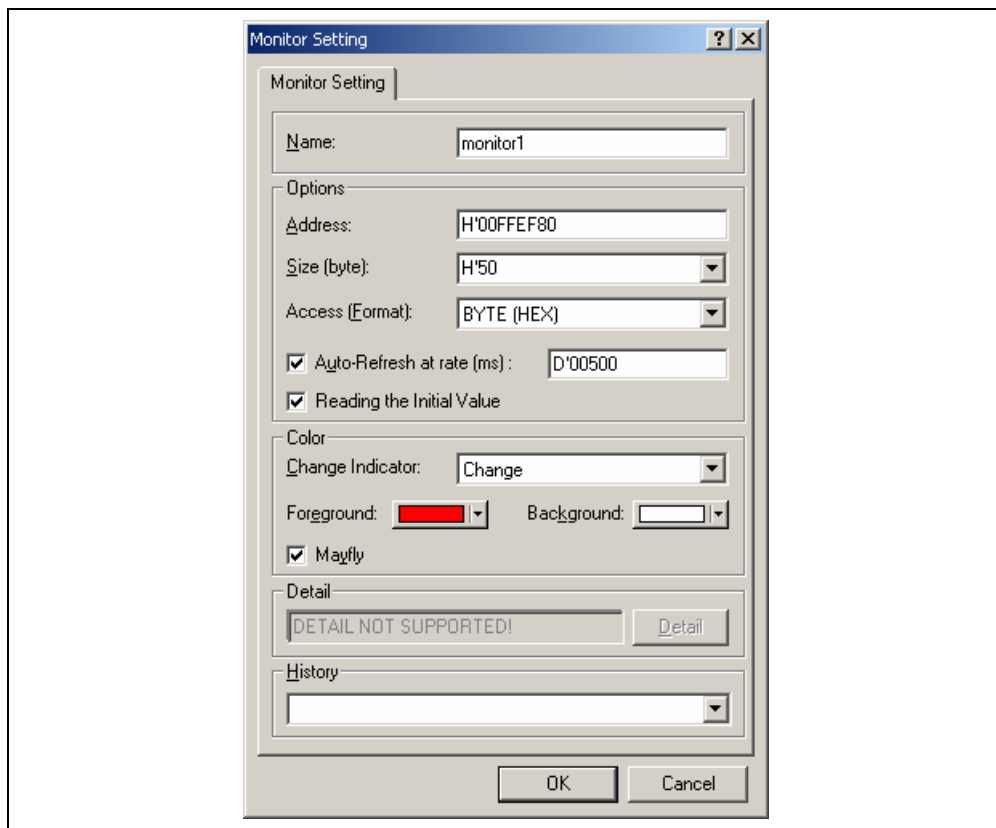 Monitor Setting
Monitor Setting
Name: monitor1
Options
Address: H'00FFEF80
Size (byte): H'50
Access (Format): BYTE (HEX)
Auto-Refresh at rate (ms) : D'00500
Reading the Initial Value
Color
Change Indicator: Change
Foreground: Background:
Mayfly
Detail
DETAIL NOT SUPPORTED! Detail
History
OK Cancel